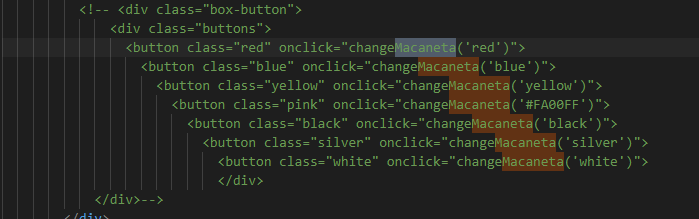 <!-- <div class="box-button">
<div class="buttons">
<button class="red" onclick="changeMacaneta('red')">
<button class="blue" onclick="changeMacaneta('blue')">
<button class="yellow" onclick="changeMacaneta('yellow')">
<button class="pink" onclick="changeMacaneta('#FA00FF')">
<button class="black" onclick="changeMacaneta('black')">
<button class="silver" onclick="changeMacaneta('silver')">
<button class="white" onclick="changeMacaneta('white')">
</div>
</div>-->
</div>